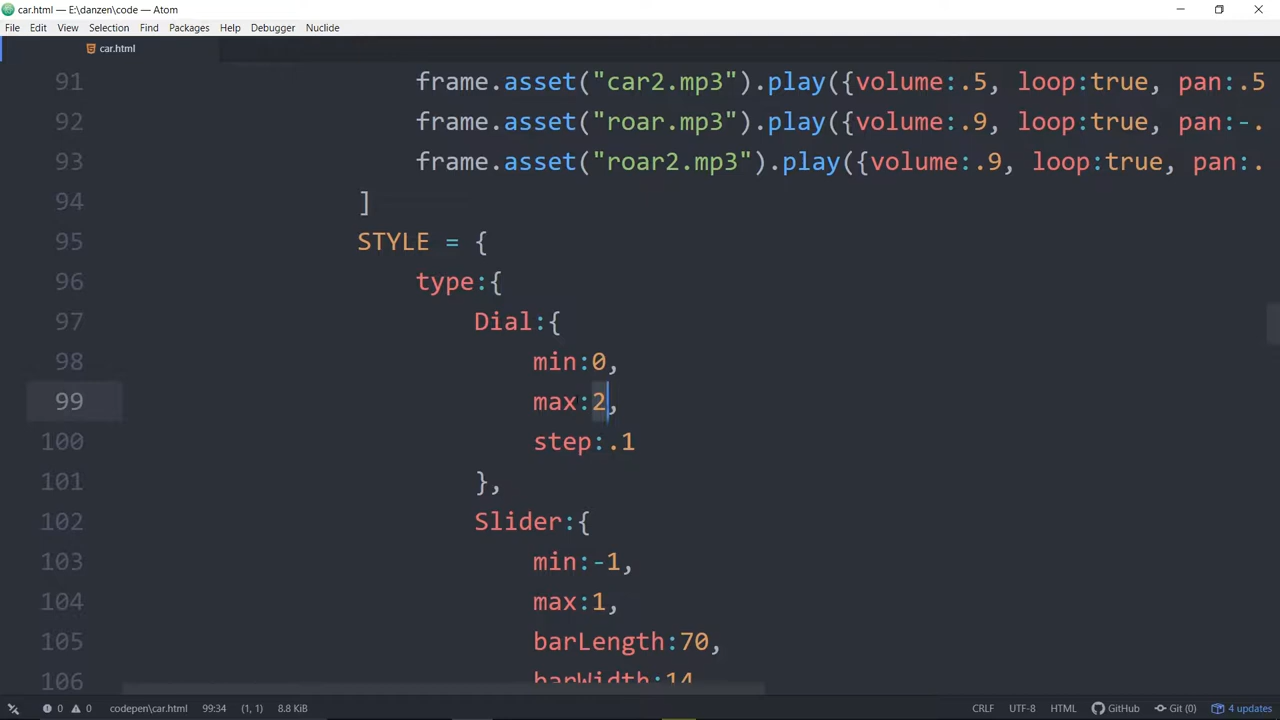 car.html — E:\danzen\code — Atom
File Edit View Selection Find Packages Help Debugger Nuclide
car.html
91 frame.asset("car2.mp3").play({volume:.5, loop:true, pan:.5
92 frame.asset("roar.mp3").play({volume:.9, loop:true, pan:-.
93 frame.asset("roar2.mp3").play({volume:.9, loop:true, pan:.
94 ]
95 STYLE = {
96 type:{
97 Dial:{
98 min:0,
99 max:2,
100 step:.1
101 },
102 Slider:{
103 min:-1,
104 max:1,
105 barLength:70,
106 barWidth:14
0 0 codepen\car.html 99:34 (1, 1) 8.8 KiB CRLF UTF-8 HTML GitHub Git (0) 4 updates